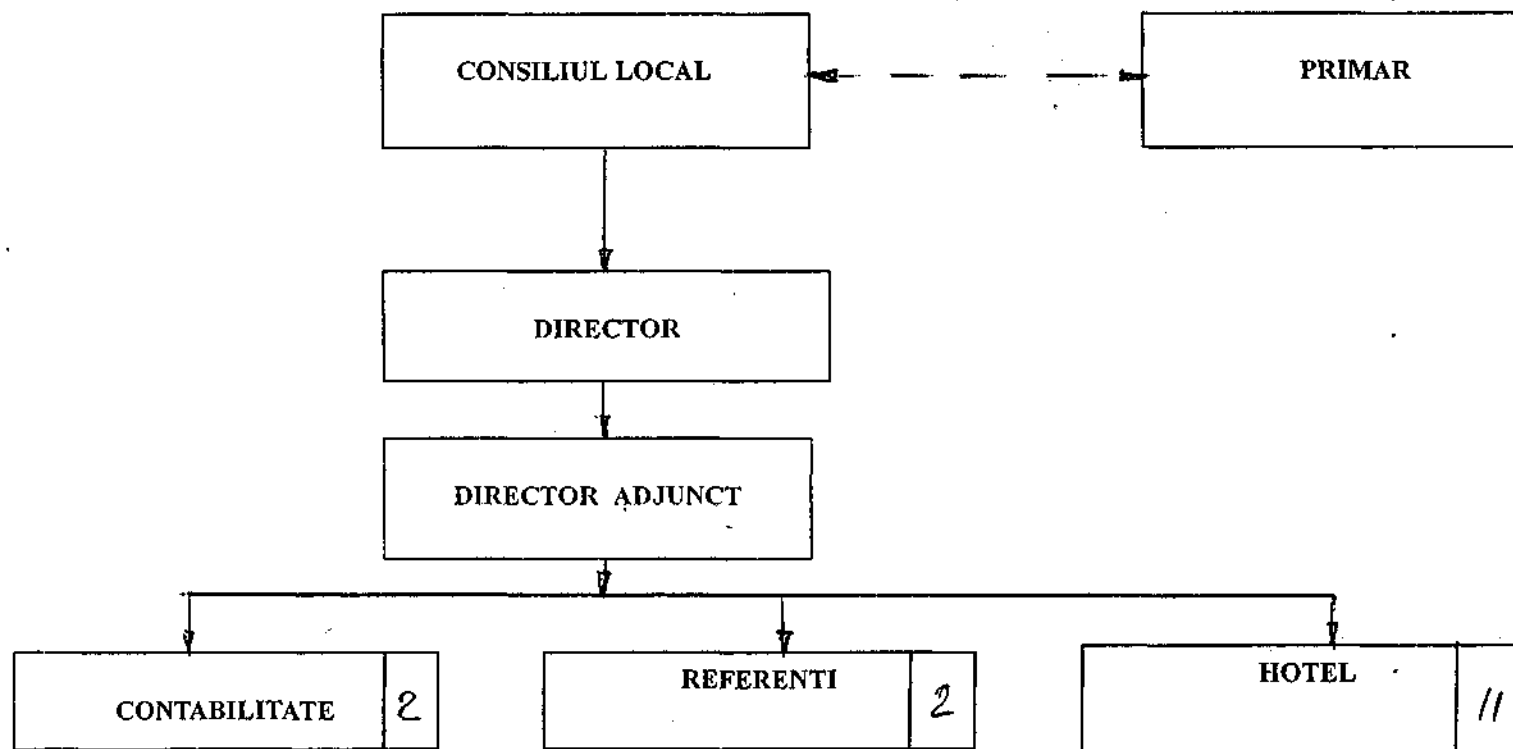 CONSILIUL LOCAL
PRIMAR
DIRECTOR
DIRECTOR ADJUNCT
CONTABILITATE 2
REFERENTI 2
HOTEL 11